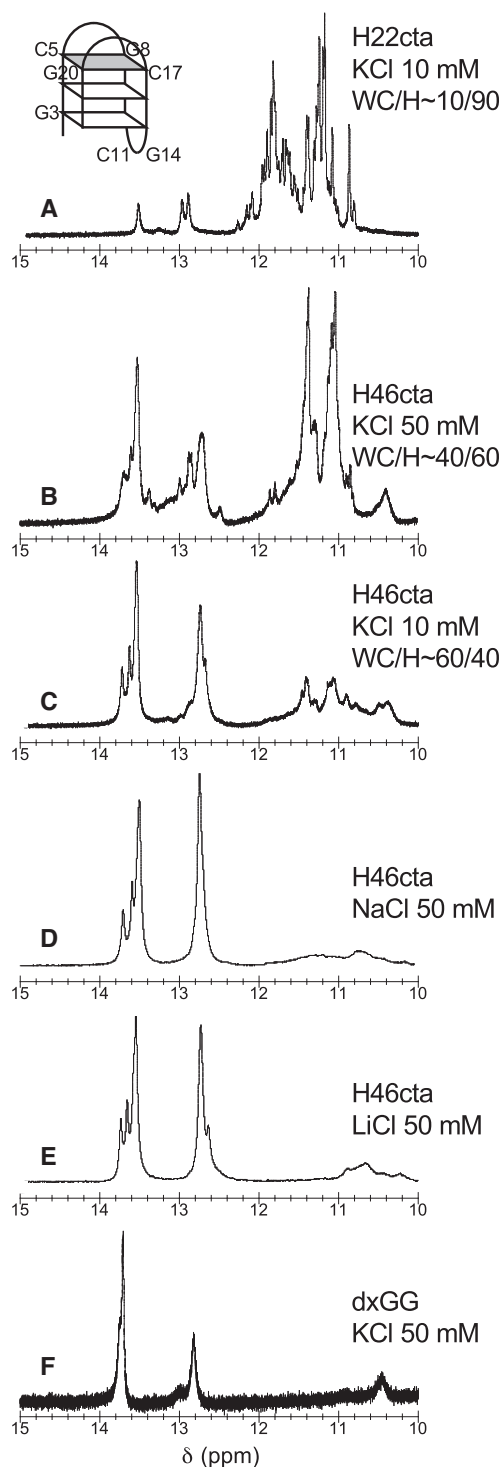 C5 G8
G20 C17
G3
C11 G14
H22cta
KCl 10 mM
WC/H~10/90
A
15 14 13 12 11 10
H46cta
KCl 50 mM
WC/H~40/60
B
15 14 13 12 11 10
H46cta
KCl 10 mM
WC/H~60/40
C
15 14 13 12 11 10
H46cta
NaCl 50 mM
D
15 14 13 12 11 10
H46cta
LiCl 50 mM
E
15 14 13 12 11 10
dxGG
KCl 50 mM
F
15 14 13 12 11 10
δ (ppm)